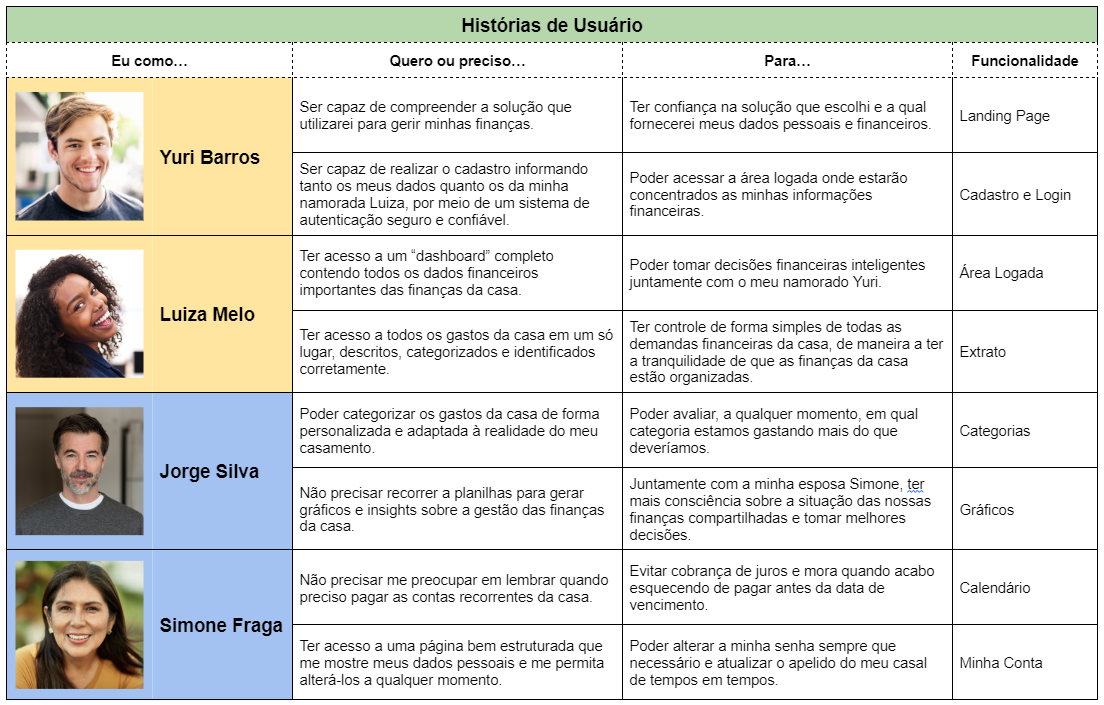 Histórias de Usuário
Eu como…
Quero ou preciso…
Para…
Funcionalidade
Yuri Barros
Ser capaz de compreender a solução que
utilizarei para gerir minhas finanças.
Ter confiança na solução que escolhi e a qual
fornecerei meus dados pessoais e financeiros.
Landing Page
Ser capaz de realizar o cadastro informando
tanto os meus dados quanto os da minha
namorada Luiza, por meio de um sistema de
autenticação seguro e confiável.
Poder acessar a área logada onde estarão
concentrados as minhas informações
financeiras.
Cadastro e Login
Luiza Melo
Ter acesso a um “dashboard” completo
contendo todos os dados financeiros
importantes das finanças da casa.
Poder tomar decisões financeiras inteligentes
juntamente com o meu namorado Yuri.
Área Logada
Ter acesso a todos os gastos da casa em um só
lugar, descritos, categorizados e identificados
corretamente.
Ter controle de forma simples de todas as
demandas financeiras da casa, de maneira a ter
a tranquilidade de que as finanças da casa
estão organizadas.
Extrato
Jorge Silva
Poder categorizar os gastos da casa de forma
personalizada e adaptada à realidade do meu
casamento.
Poder avaliar, a qualquer momento, em qual
categoria estamos gastando mais do que
deveríamos.
Categorias
Não precisar recorrer a planilhas para gerar
gráficos e insights sobre a gestão das finanças
da casa.
Juntamente com a minha esposa Simone, ter
mais consciência sobre a situação das nossas
finanças compartilhadas e tomar melhores
decisões.
Gráficos
Simone Fraga
Não precisar me preocupar em lembrar quando
preciso pagar as contas recorrentes da casa.
Evitar cobrança de juros e mora quando acabo
esquecendo de pagar antes da data de
vencimento.
Calendário
Ter acesso a uma página bem estruturada que
me mostre meus dados pessoais e me permita
alterá-los a qualquer momento.
Poder alterar a minha senha sempre que
necessário e atualizar o apelido do meu casal
de tempos em tempos.
Minha Conta